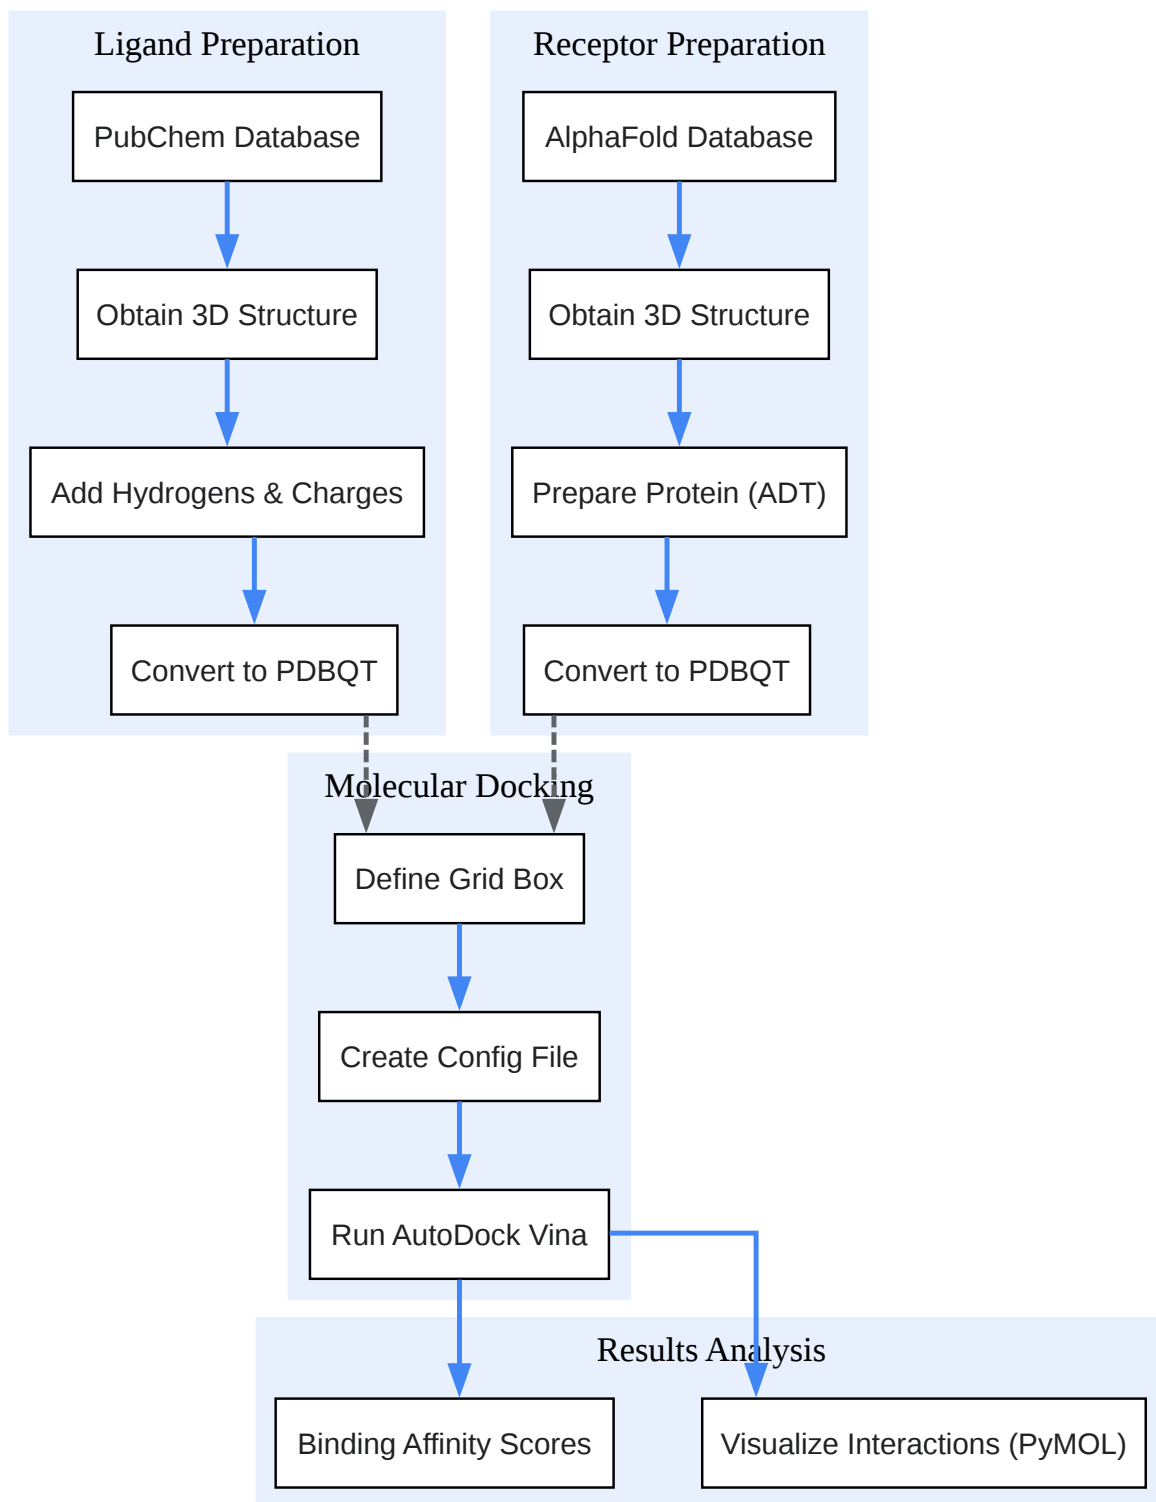 Ligand Preparation
PubChem Database
Obtain 3D Structure
Add Hydrogens & Charges
Convert to PDBQT
Receptor Preparation
AlphaFold Database
Obtain 3D Structure
Prepare Protein (ADT)
Convert to PDBQT
Molecular Docking
Define Grid Box
Create Config File
Run AutoDock Vina
Results Analysis
Binding Affinity Scores
Visualize Interactions (PyMOL)